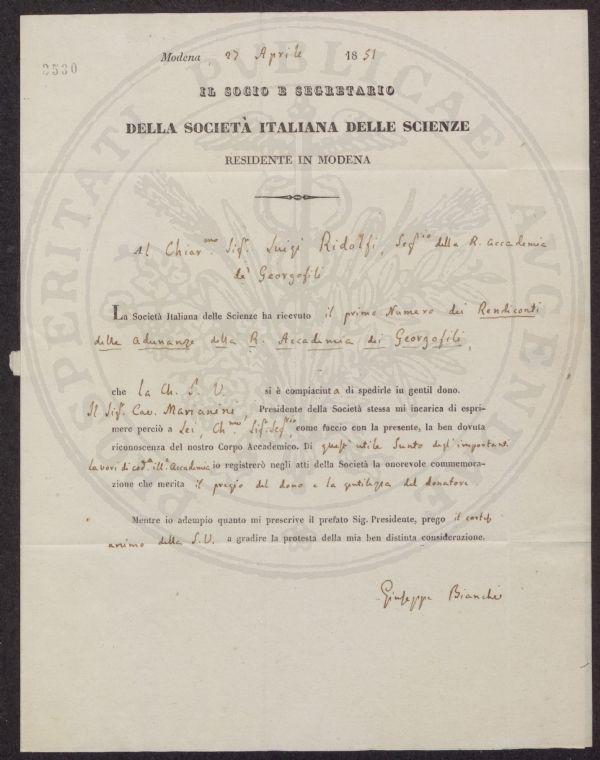 3530
Modena, 27 Aprile 1851
IL SOCIO E SEGRETARIO
DELLA SOCIETÀ ITALIANA DELLE SCIENZE
RESIDENTE IN MODENA
Al Chiar.mo Sig.r Luigi Ridolfi, Seg.rio della R. Accademia
de' Georgofili
La Società Italiana delle Scienze ha ricevuto il primo Numero dei Rendiconti
delle adunanze della R. Accademia dei Georgofili,
che la Ch. S. V. si è compiaciuta di spedirle in gentil dono.
Il Sig.r Cav. Marianini, Presidente della Società stessa mi incarica di espri-
mere perciò a Lei, Ch.mo Sig.r Seg.rio, come faccio con la presente, la ben dovuta
riconoscenza del nostro Corpo Accademico. Di quest' utile Sunto degl' importanti
lavori di cod.a ill.e Accademia io registrerò negli atti della Società la onorevole commemora-
zione che merita il pregio del dono e la gentilezza del donatore.
Mentre io adempio quanto mi prescrive il prefato Sig. Presidente, prego il cortese
animo della S. V. a gradire la protesta della mia ben distinta considerazione.
Giuseppe Bianchi
PROSPERITATI PUBLICAE AUGENDAE